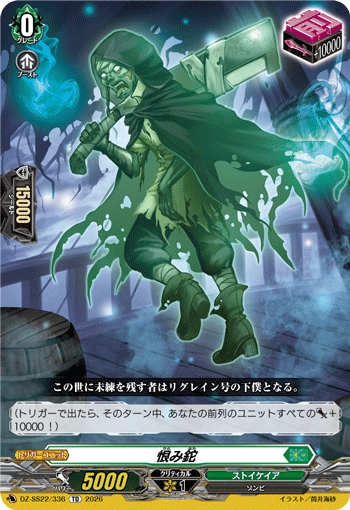 0
グレード
ブースト
+10000
シールド
15000
この世に未練を残す者はリグレイン号の下僕となる。
(トリガーで出たら、そのターン中、あなたの前列のユニットすべての+
10000!)
トリガーユニット
恨み鉈
パワー
5000
クリティカル
1
ストイケイア
ゾンビ
DZ-SS22/336 TD 2026
イラスト/筒井海砂